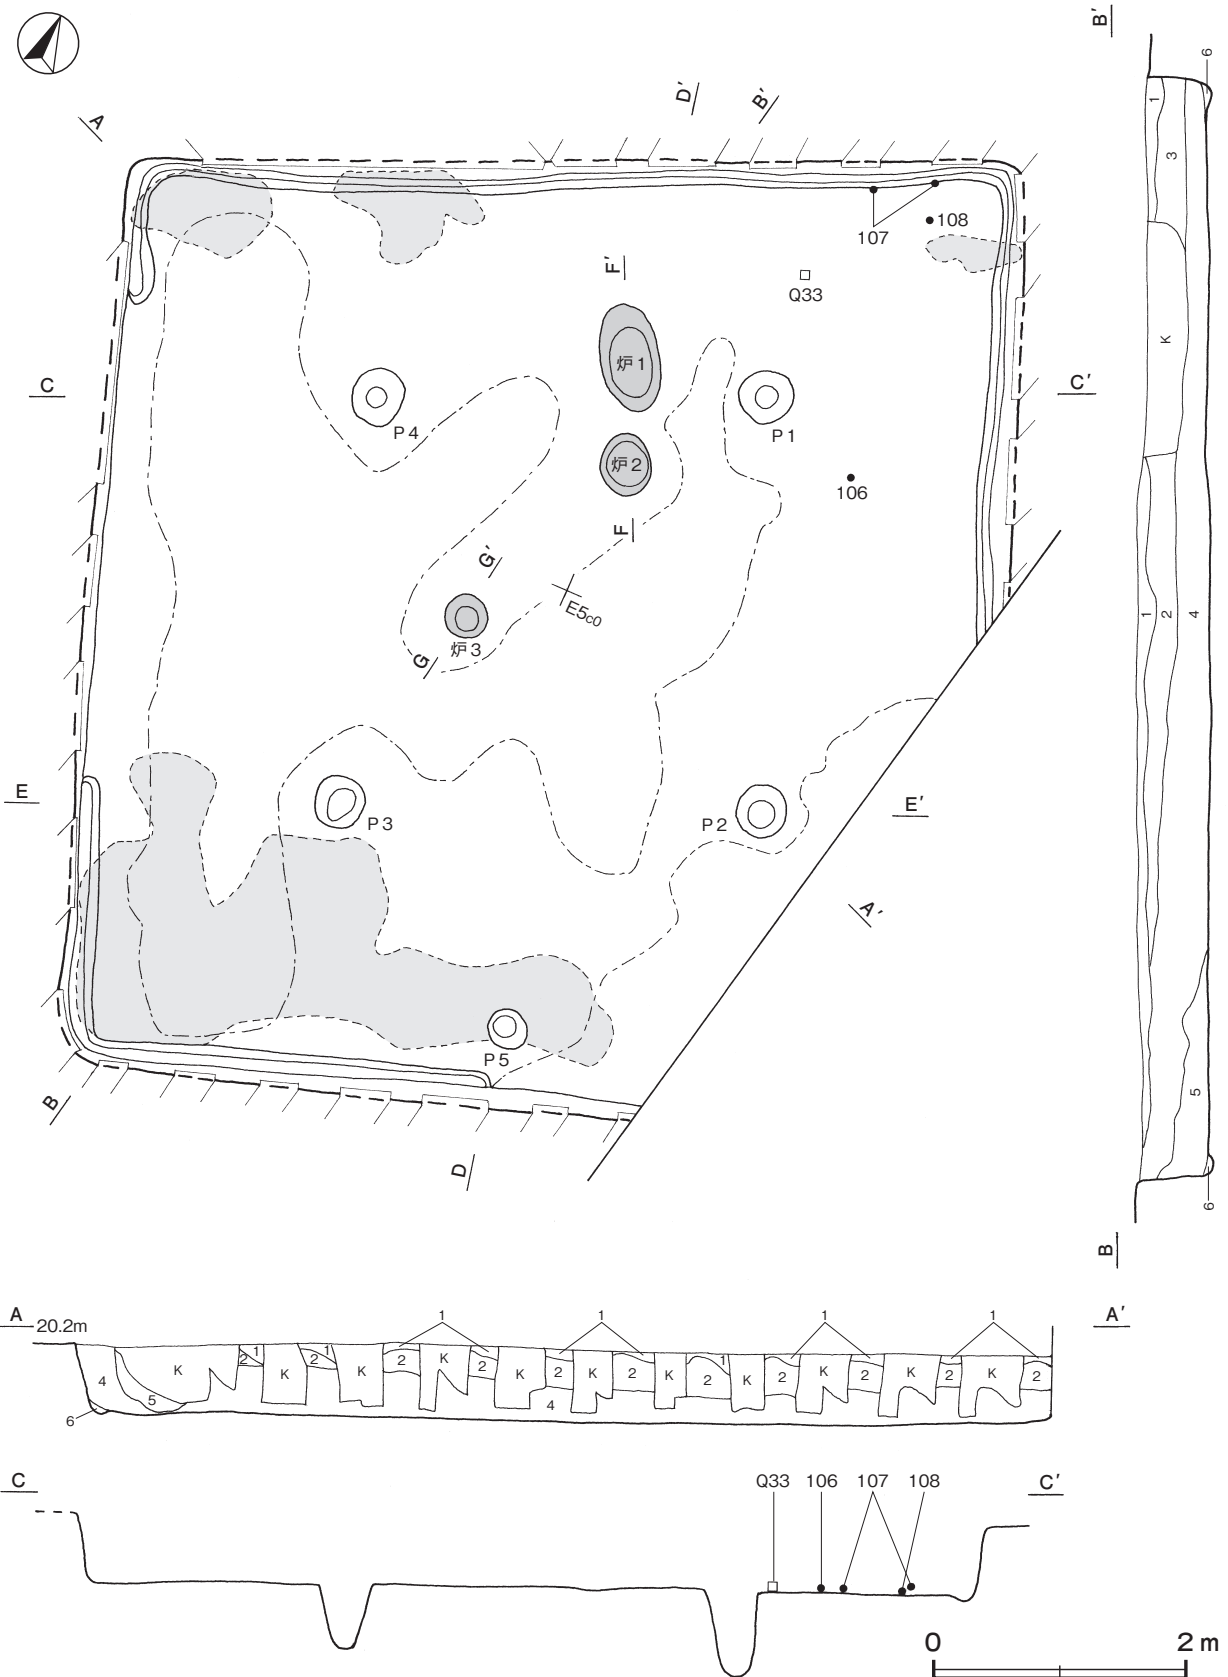 B′
6
D′
B′
A
1
3
107
108
F′
Q33
炉1
K
C
C′
P4
P1
炉2
106
F
G′
E5c0
1
2
4
炉3
G
E
E′
P3
P2
A′
P5
5
B
D
6
B
A 20.2m
1 1 1 1
A′
K 2 1 K 2 1 K 2 K 2 K 2 K 2 K 2 1 K 2 K 2 K 2 K 2
4 5 4
6
C
Q33 106 107 108
C′
0 2m